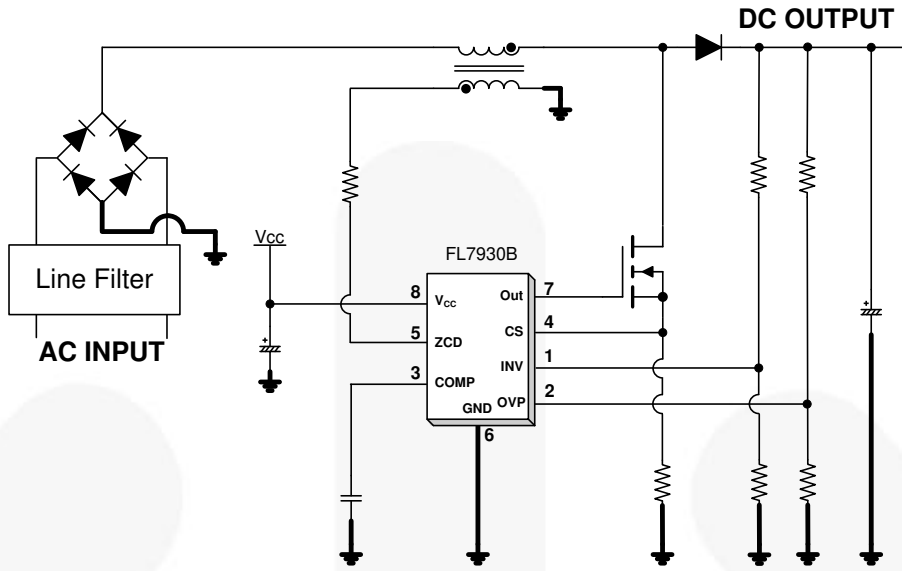 DC OUTPUT
Line Filter
AC INPUT
Vcc
FL7930B
8
VCC
Out
7
CS
4
5
ZCD
INV
1
3
COMP
OVP
2
GND
6
+
+